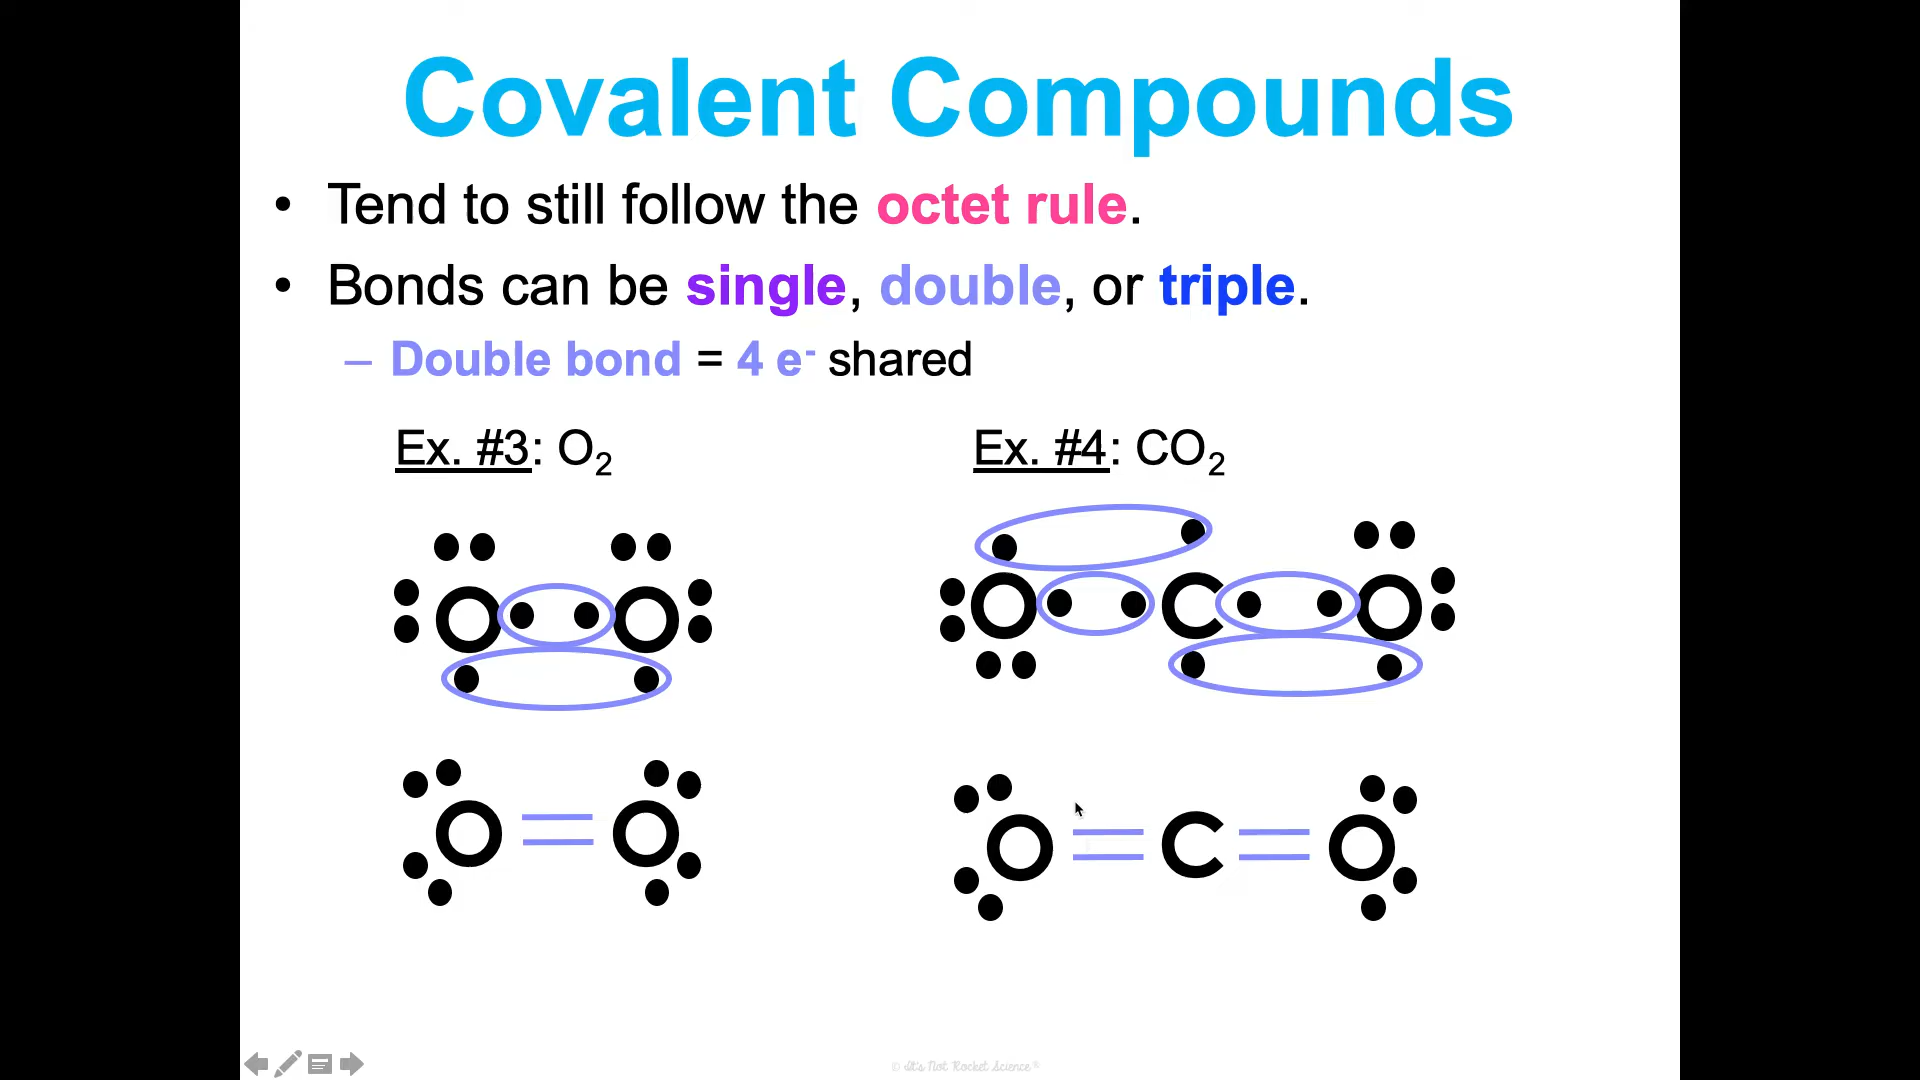 Covalent Compounds
• Tend to still follow the octet rule.
• Bonds can be single, double, or triple.
– Double bond = 4 e⁻ shared
Ex. #3: O₂
Ex. #4: CO₂
O O
O C O
O = O
O = C = O
© It's Not Rocket Science®